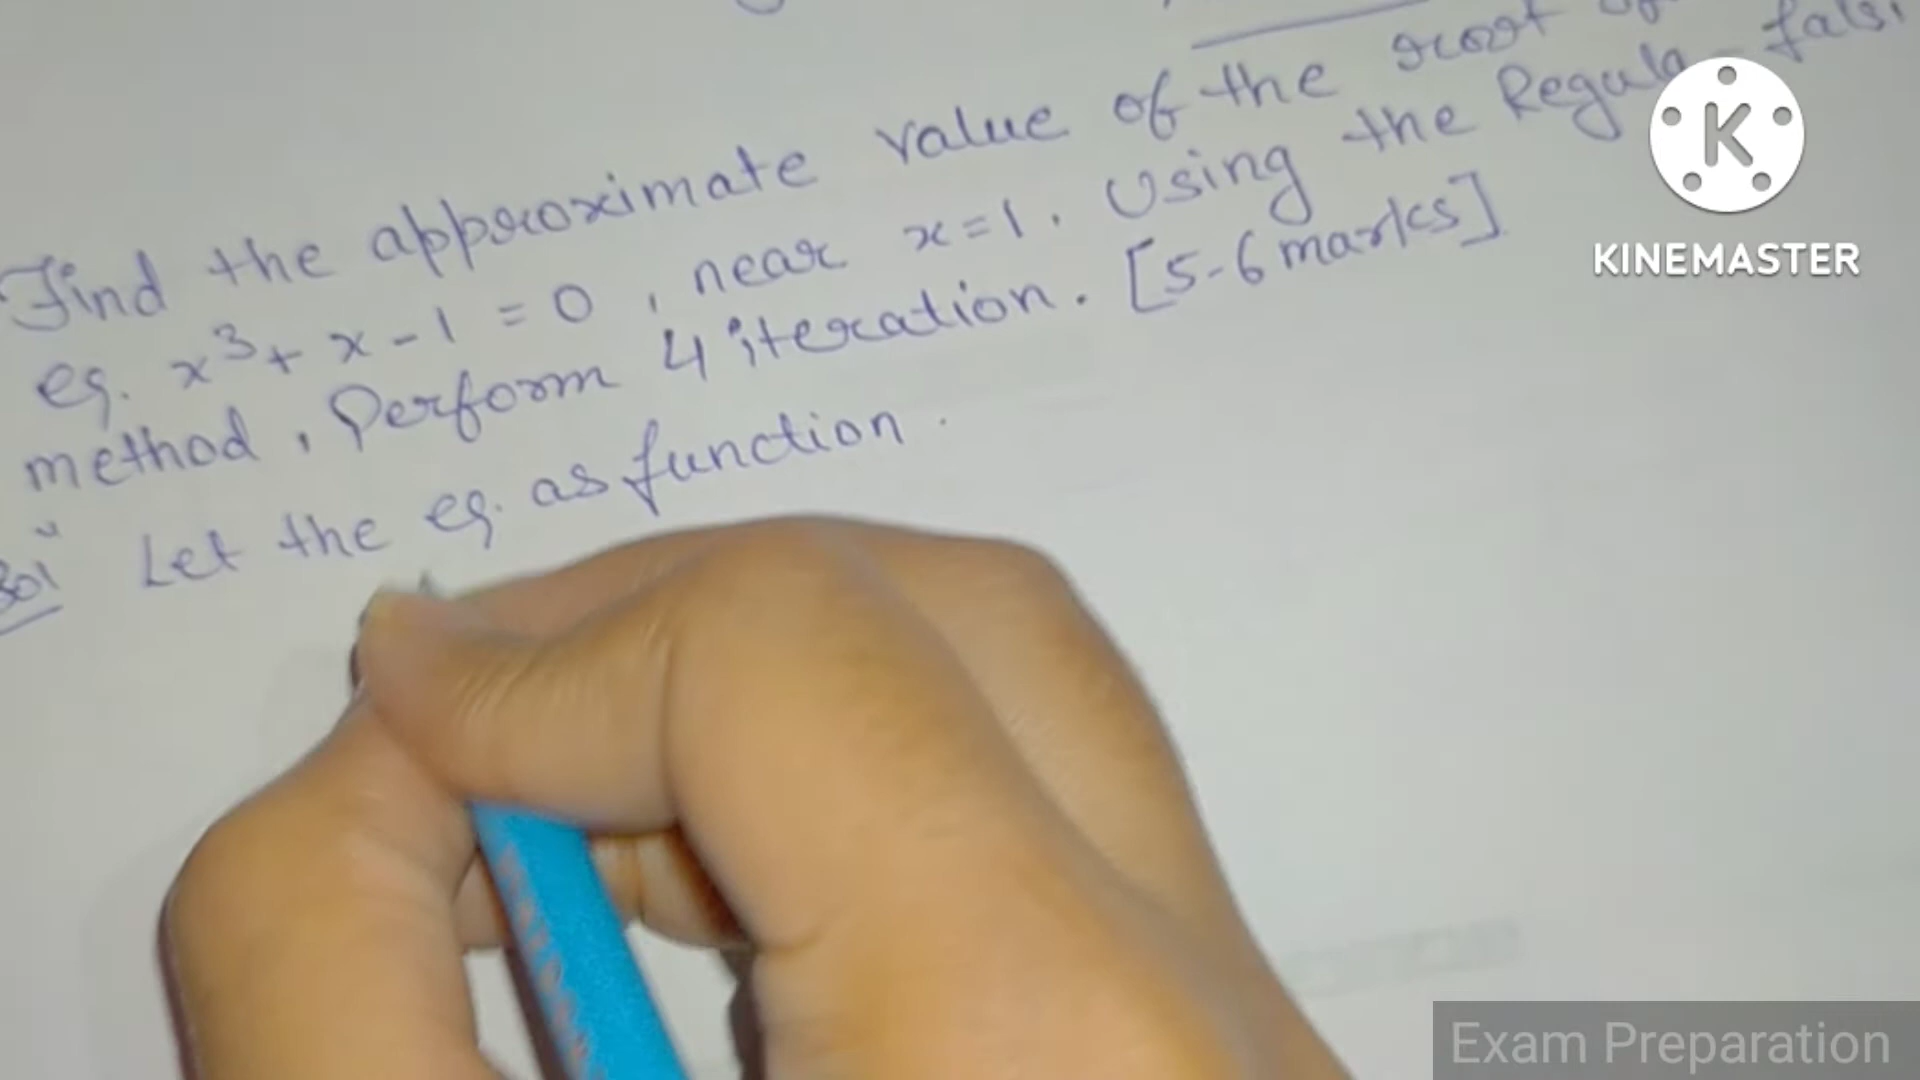 Find the approximate value of the root of
eq. x³ + x - 1 = 0, near x = 1. Using the Regula - falsi
method, Perform 4 iteration. [5-6 marks]
Sol Let the eq. as function.
K
KINEMASTER
Exam Preparation